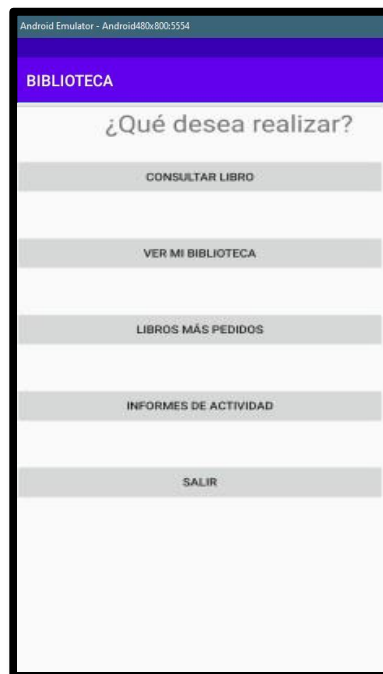 Android Emulator - Android480x800:5554
BIBLIOTECA
¿Qué desea realizar?
CONSULTAR LIBRO
VER MI BIBLIOTECA
LIBROS MÁS PEDIDOS
INFORMES DE ACTIVIDAD
SALIR